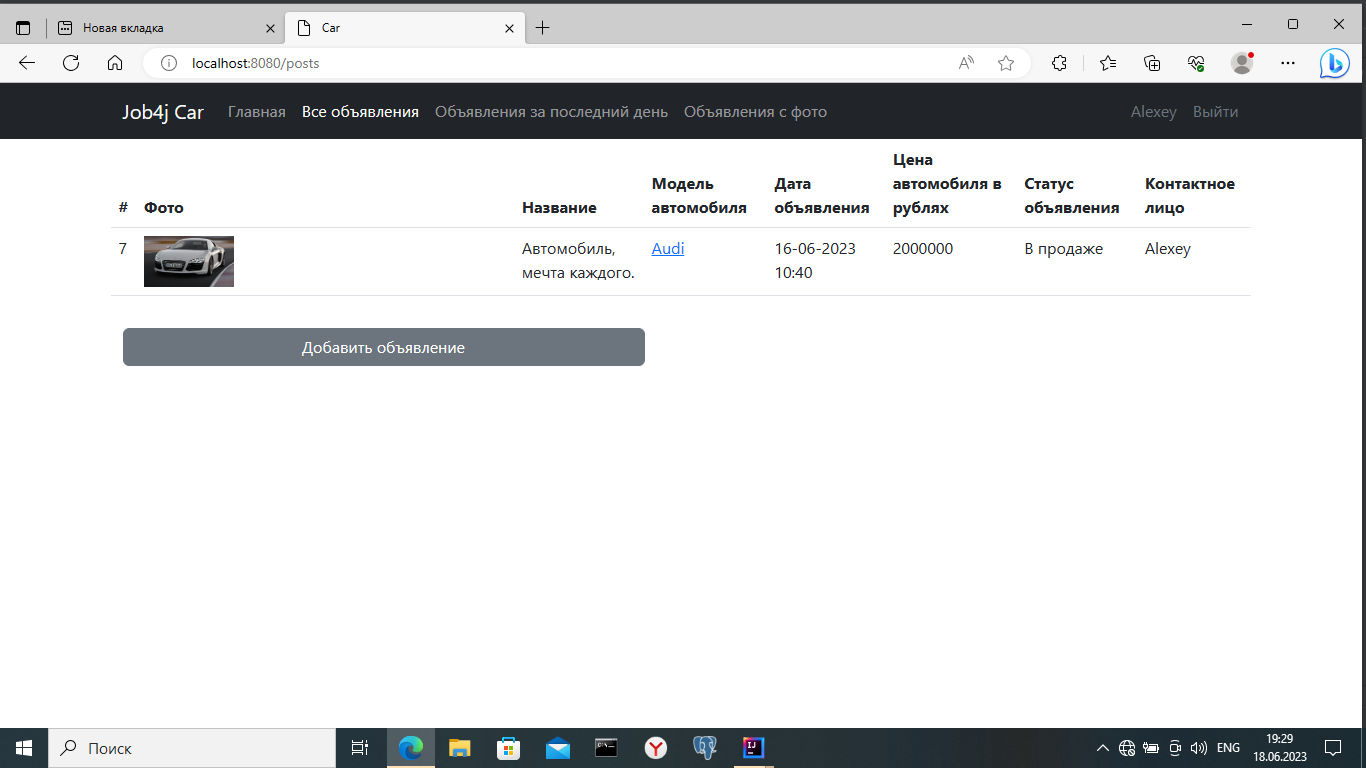 Новая вкладка
Car
localhost:8080/posts
Job4j Car Главная Все объявления Объявления за последний день Объявления с фото Alexey Выйти
# Фото Название Модель автомобиля Дата объявления Цена автомобиля в рублях Статус объявления Контактное лицо
7 Автомобиль, мечта каждого. Audi 16-06-2023 10:40 2000000 В продаже Alexey
Добавить объявление
Поиск
ENG
19:29
18.06.2023